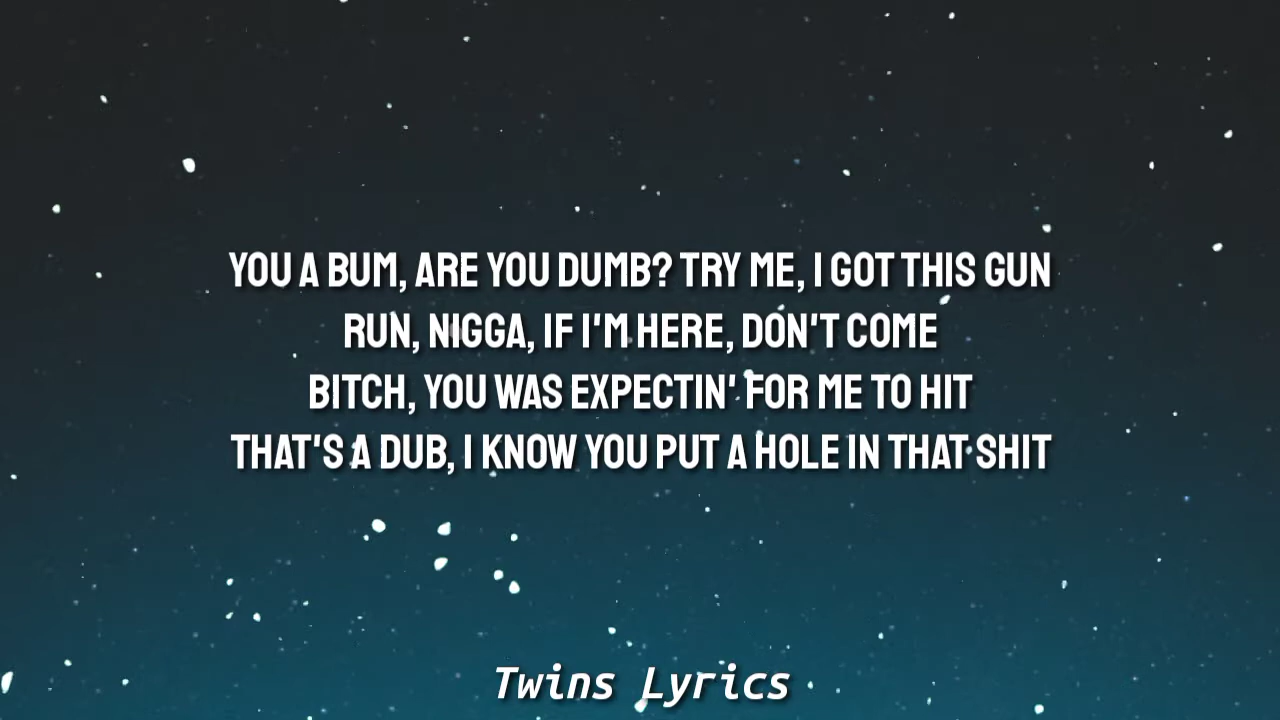 YOU A BUM, ARE YOU DUMB? TRY ME, I GOT THIS GUN
RUN, NIGGA, IF I'M HERE, DON'T COME
BITCH, YOU WAS EXPECTIN' FOR ME TO HIT
THAT'S A DUB, I KNOW YOU PUT A HOLE IN THAT SHIT
Twins Lyrics